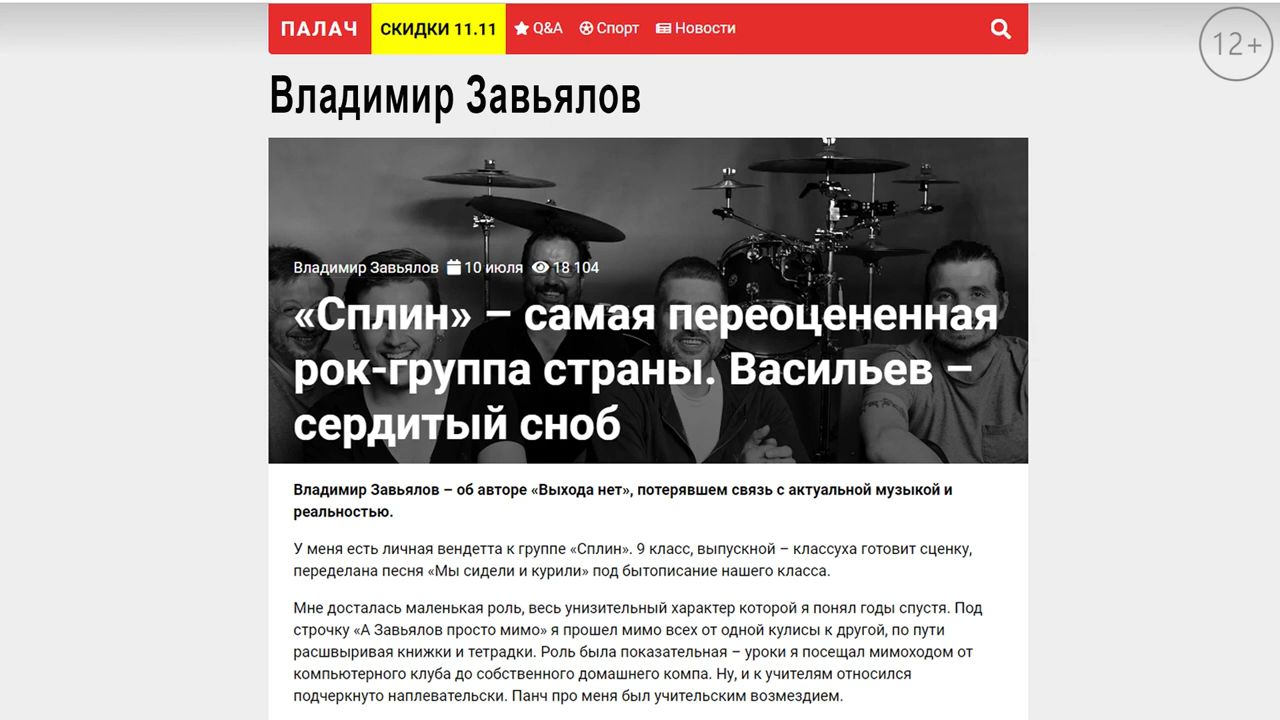 ПАЛАЧ СКИДКИ 11.11 Q&A Спорт Новости
12+
Владимир Завьялов
Владимир Завьялов 10 июля 18 104
«Сплин» – самая переоцененная
рок-группа страны. Васильев –
сердитый сноб
Владимир Завьялов – об авторе «Выхода нет», потерявшем связь с актуальной музыкой и
реальностью.
У меня есть личная вендетта к группе «Сплин». 9 класс, выпускной – классуха готовит сценку,
переделана песня «Мы сидели и курили» под бытописание нашего класса.
Мне досталась маленькая роль, весь унизительный характер которой я понял годы спустя. Под
строчку «А Завьялов просто мимо» я прошел мимо всех от одной кулисы к другой, по пути
расшвыривая книжки и тетрадки. Роль была показательная – уроки я посещал мимоходом от
компьютерного клуба до собственного домашнего компа. Ну, и к учителям относился
подчеркнуто наплевательски. Панч про меня был учительским возмездием.